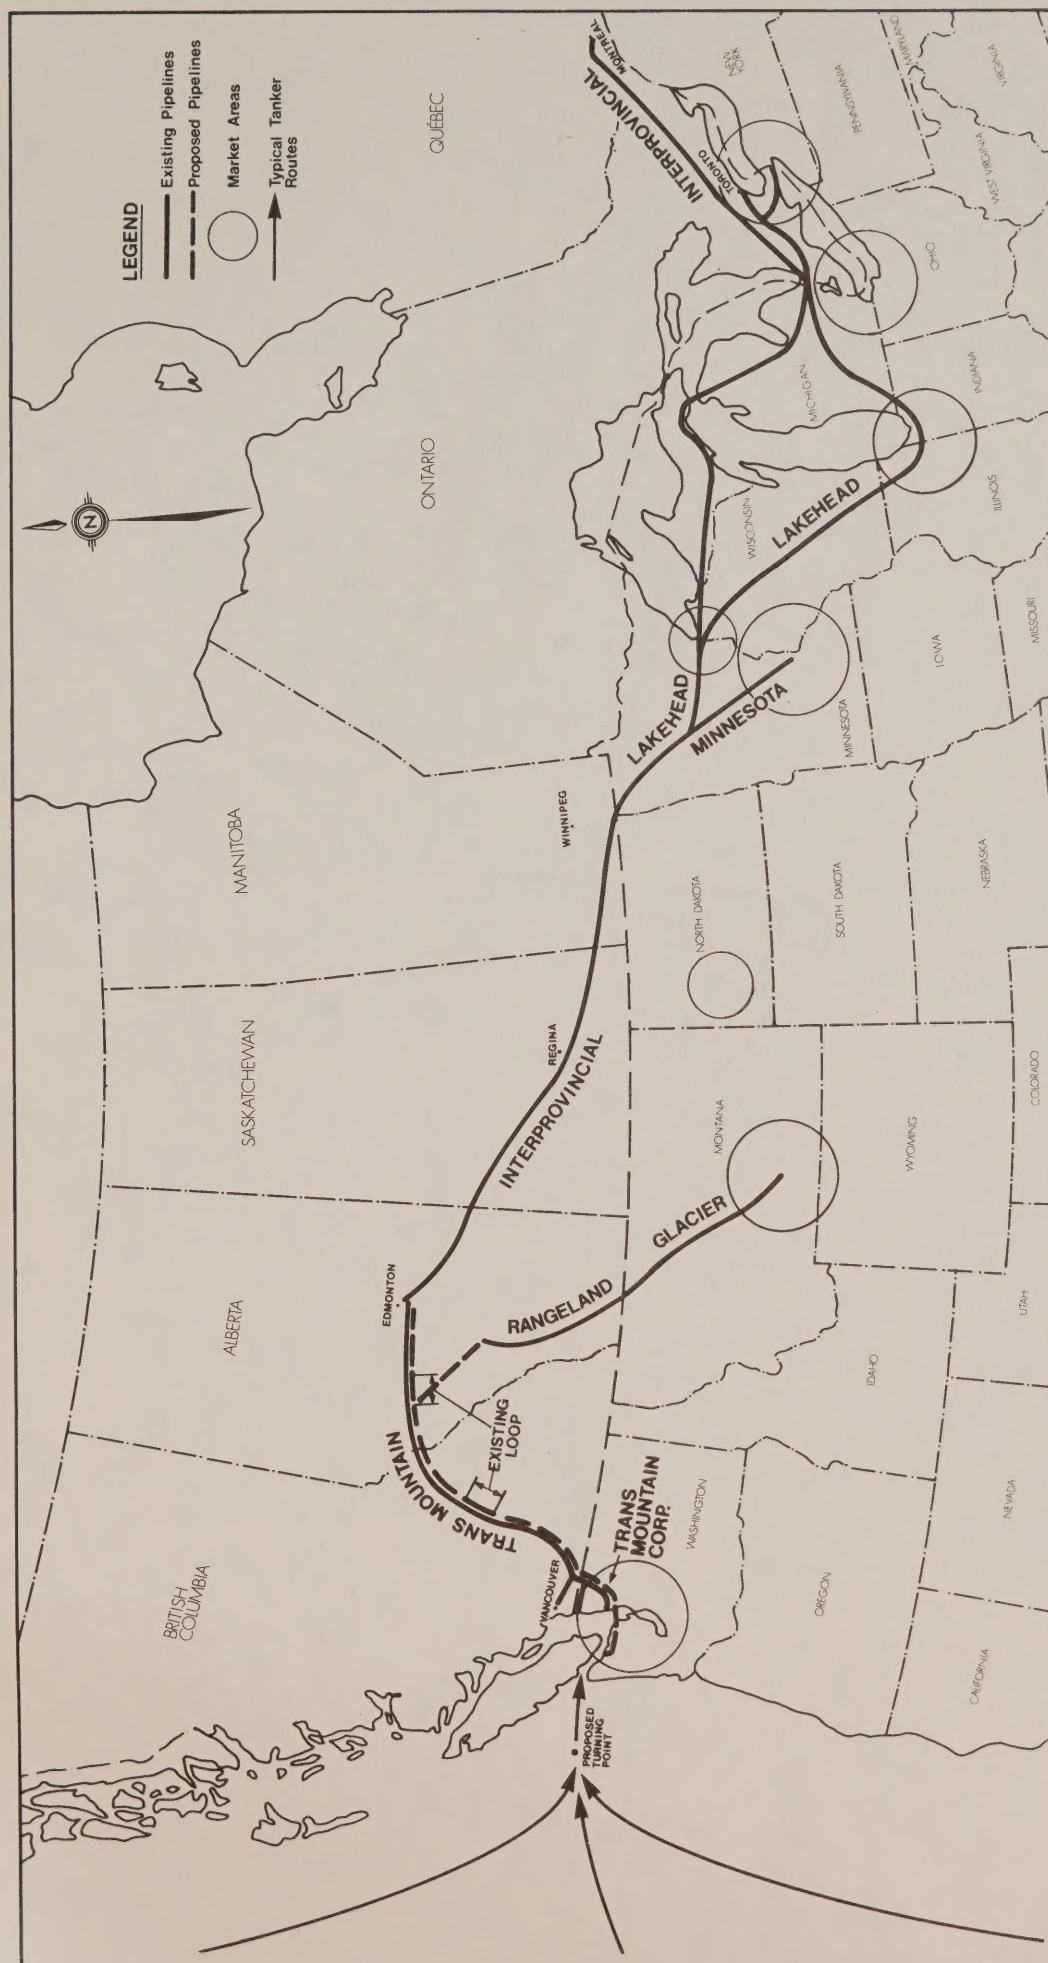 LEGEND
Existing Pipelines
Proposed Pipelines
Market Areas
Typical Tanker
Routes
N
BRITISH
COLUMBIA
ALBERTA
SASKATCHEWAN
MANITOBA
ONTARIO
QUÉBEC
EDMONTON
REGINA
WINNIPEG
VANCOUVER
TORONTO
MONTREAL
TRANS MOUNTAIN
EXISTING
LOOP
RANGELAND
GLACIER
INTERPROVINCIAL
LAKEHEAD
MINNESOTA
LAKEHEAD
INTERPROVINCIAL
TRANS
MOUNTAIN
CORP.
PROPOSED
TURNING
POINT
WASHINGTON
OREGON
CALIFORNIA
NEVADA
IDAHO
UTAH
MONTANA
WYOMING
COLORADO
NORTH DAKOTA
SOUTH DAKOTA
NEBRASKA
MINNESOTA
IOWA
MISSOURI
WISCONSIN
ILLINOIS
MICHIGAN
INDIANA
OHIO
WEST VIRGINIA
VIRGINIA
MARYLAND
PENNSYLVANIA
NEW
YORK